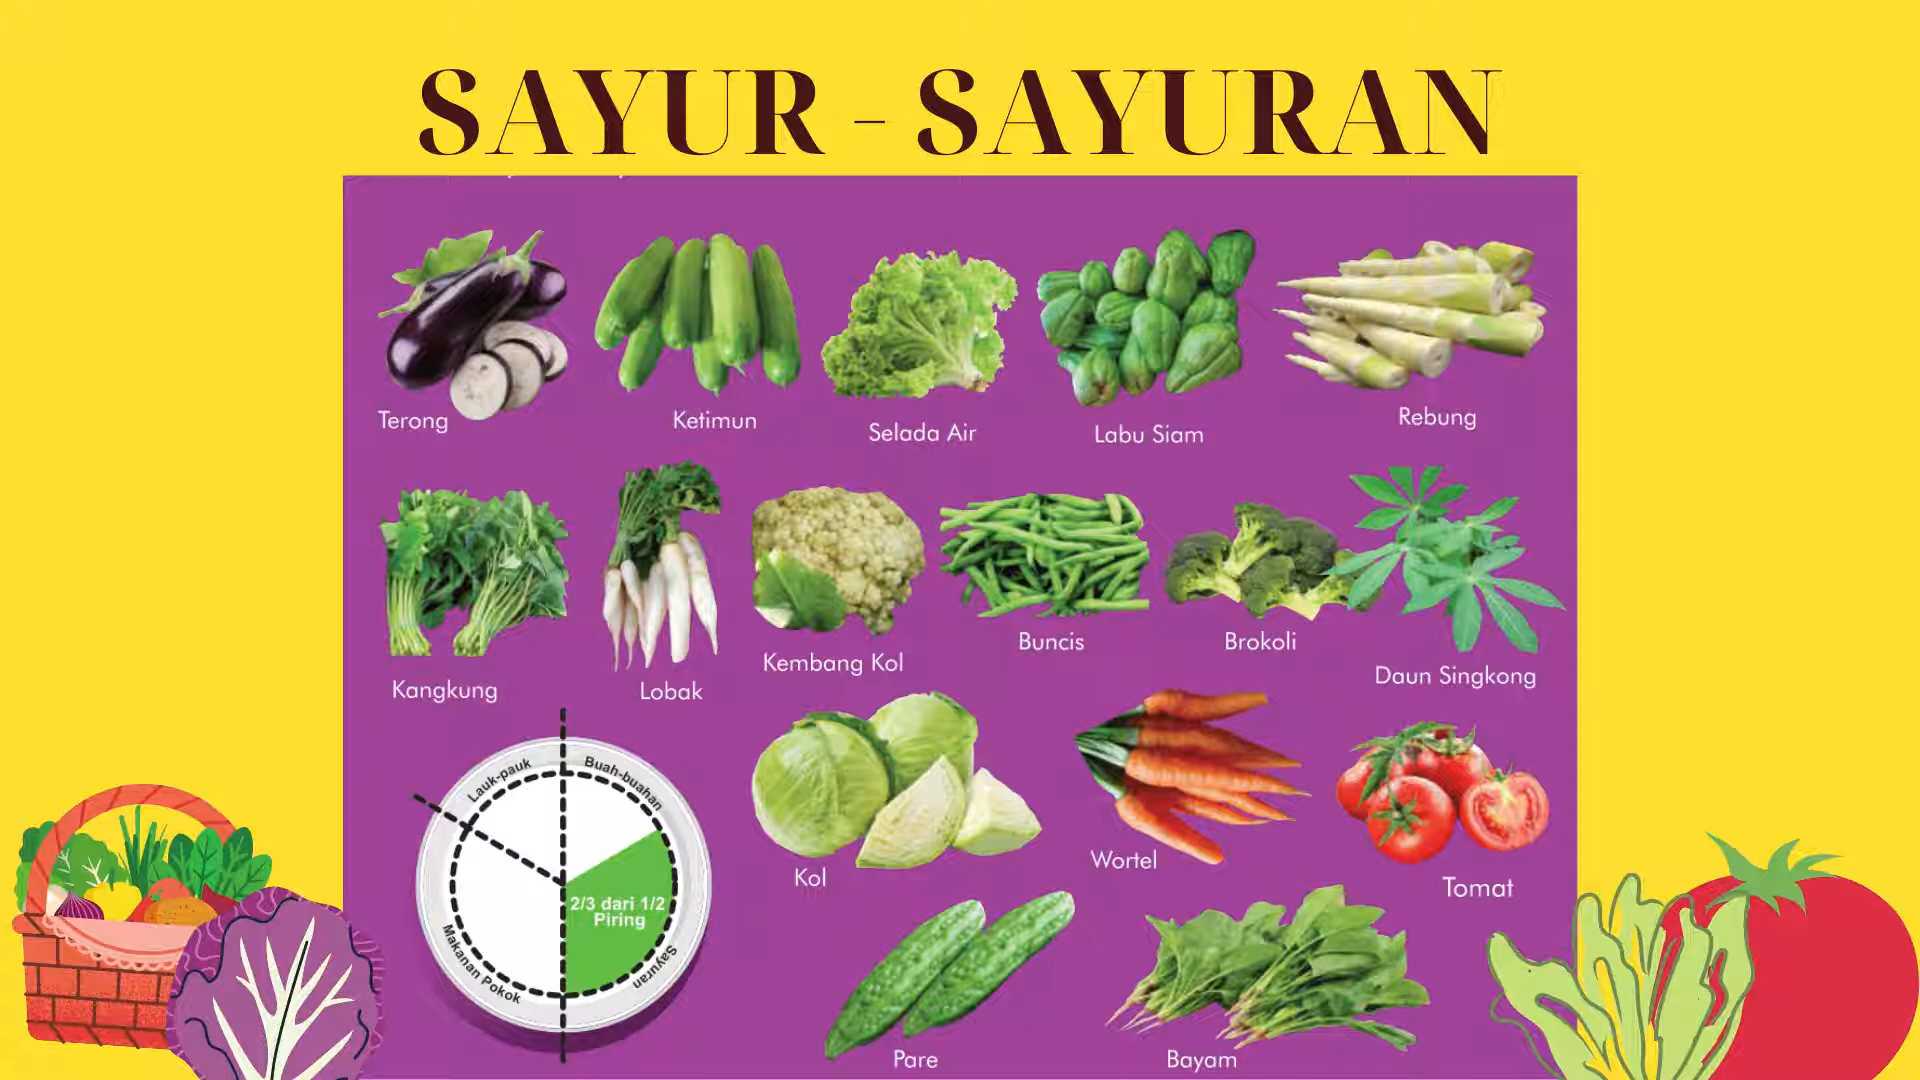 SAYUR - SAYURAN
Terong
Ketimun
Selada Air
Labu Siam
Rebung
Kangkung
Lobak
Kembang Kol
Buncis
Brokoli
Daun Singkong
Lauk-pauk
Buah-buahan
2/3 dari 1/2
Piring
Makanan Pokok
Sayuran
Kol
Wortel
Tomat
Pare
Bayam